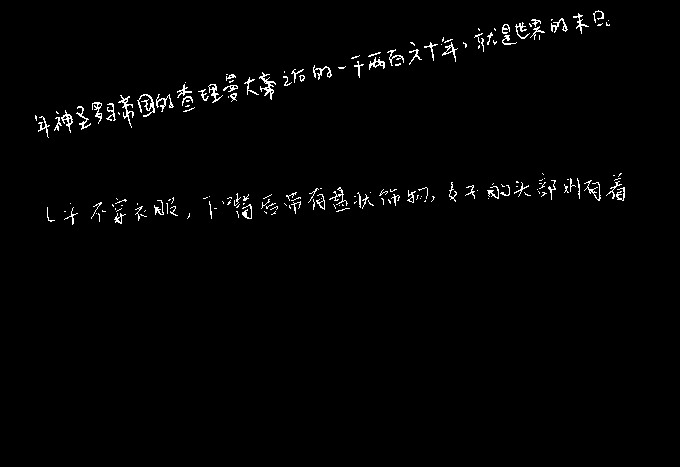 年神圣罗马帝国的查理曼大帝之后的一千两百六十年，就是世界的末日。
乎不穿衣服，下嘴唇带有盘状饰物，女子的头部则有着